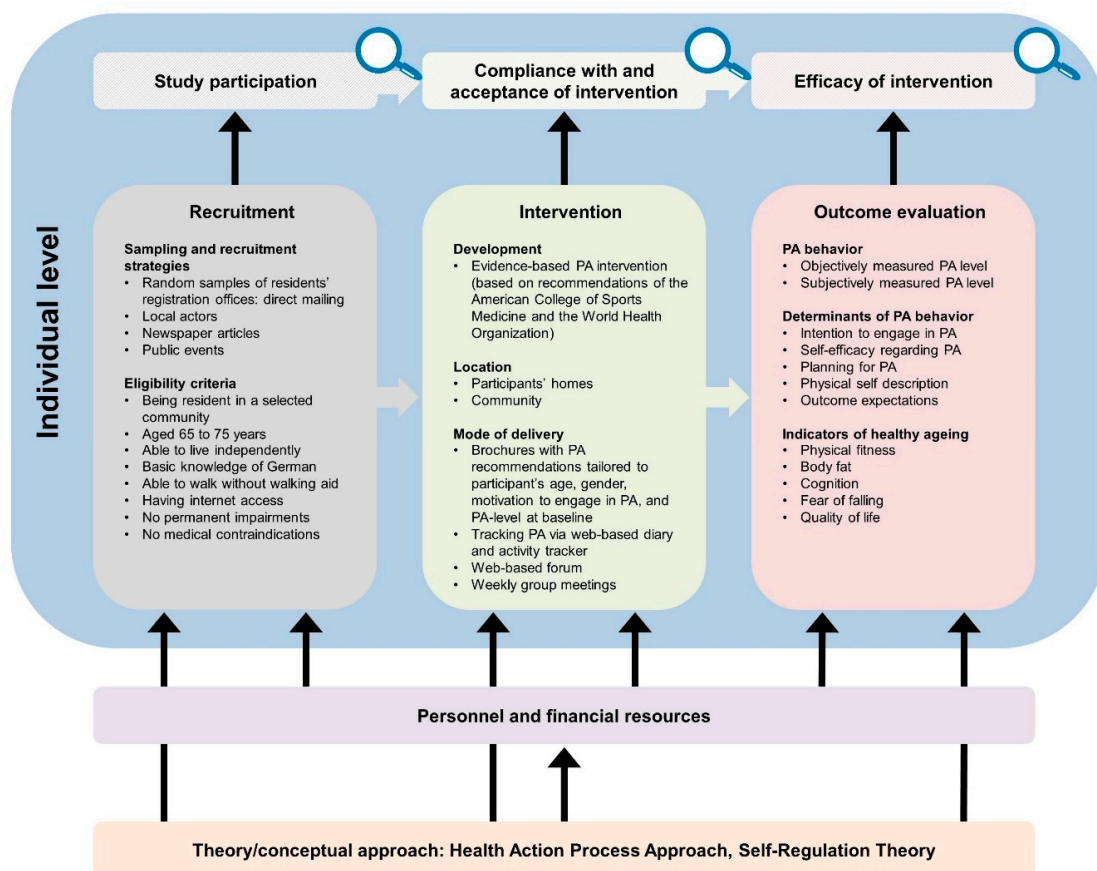 Individual level
Study participation
Compliance with and
acceptance of intervention
Efficacy of intervention
Recruitment
Sampling and recruitment
strategies
• Random samples of residents'
registration offices: direct mailing
• Local actors
• Newspaper articles
• Public events
Eligibility criteria
• Being resident in a selected
community
• Aged 65 to 75 years
• Able to live independently
• Basic knowledge of German
• Able to walk without walking aid
• Having internet access
• No permanent impairments
• No medical contraindications
Intervention
Development
• Evidence-based PA intervention
(based on recommendations of the
American College of Sports
Medicine and the World Health
Organization)
Location
• Participants' homes
• Community
Mode of delivery
• Brochures with PA
recommendations tailored to
participant's age, gender,
motivation to engage in PA, and
PA-level at baseline
• Tracking PA via web-based diary
and activity tracker
• Web-based forum
• Weekly group meetings
Outcome evaluation
PA behavior
• Objectively measured PA level
• Subjectively measured PA level
Determinants of PA behavior
• Intention to engage in PA
• Self-efficacy regarding PA
• Planning for PA
• Physical self description
• Outcome expectations
Indicators of healthy ageing
• Physical fitness
• Body fat
• Cognition
• Fear of falling
• Quality of life
Personnel and financial resources
Theory/conceptual approach: Health Action Process Approach, Self-Regulation Theory